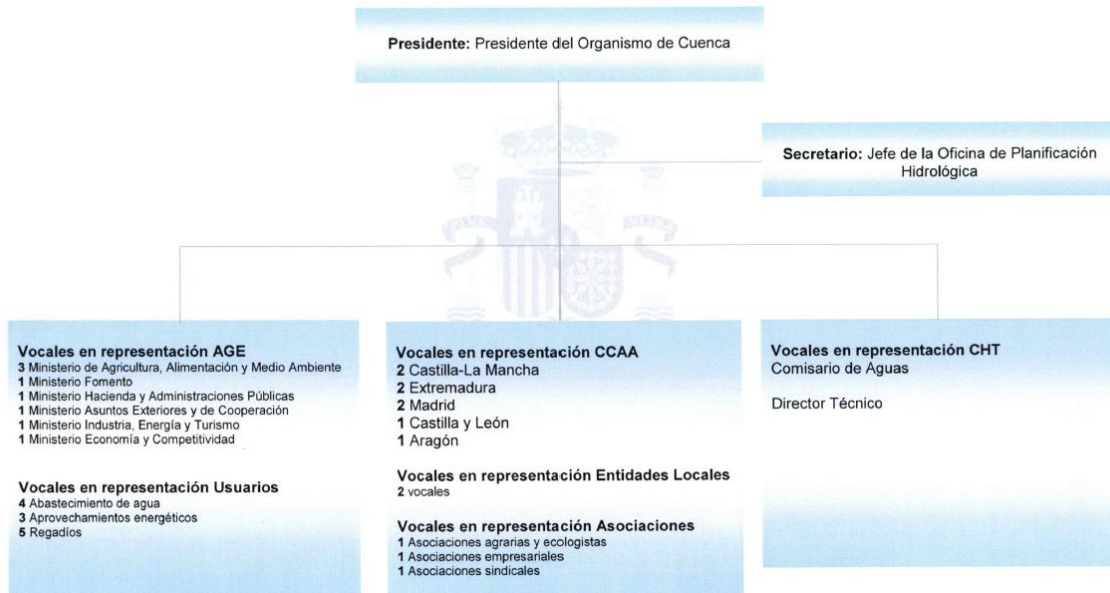 Presidente: Presidente del Organismo de Cuenca
Secretario: Jefe de la Oficina de Planificación
Hidrológica
Vocales en representación AGE
3 Ministerio de Agricultura, Alimentación y Medio Ambiente
1 Ministerio Fomento
1 Ministerio Hacienda y Administraciones Públicas
1 Ministerio Asuntos Exteriores y de Cooperación
1 Ministerio Industria, Energía y Turismo
1 Ministerio Economía y Competitividad
Vocales en representación Usuarios
4 Abastecimiento de agua
3 Aprovechamientos energéticos
5 Regadíos
Vocales en representación CCAA
2 Castilla-La Mancha
2 Extremadura
2 Madrid
1 Castilla y León
1 Aragón
Vocales en representación Entidades Locales
2 vocales
Vocales en representación Asociaciones
1 Asociaciones agrarias y ecologistas
1 Asociaciones empresariales
1 Asociaciones sindicales
Vocales en representación CHT
Comisario de Aguas
Director Técnico